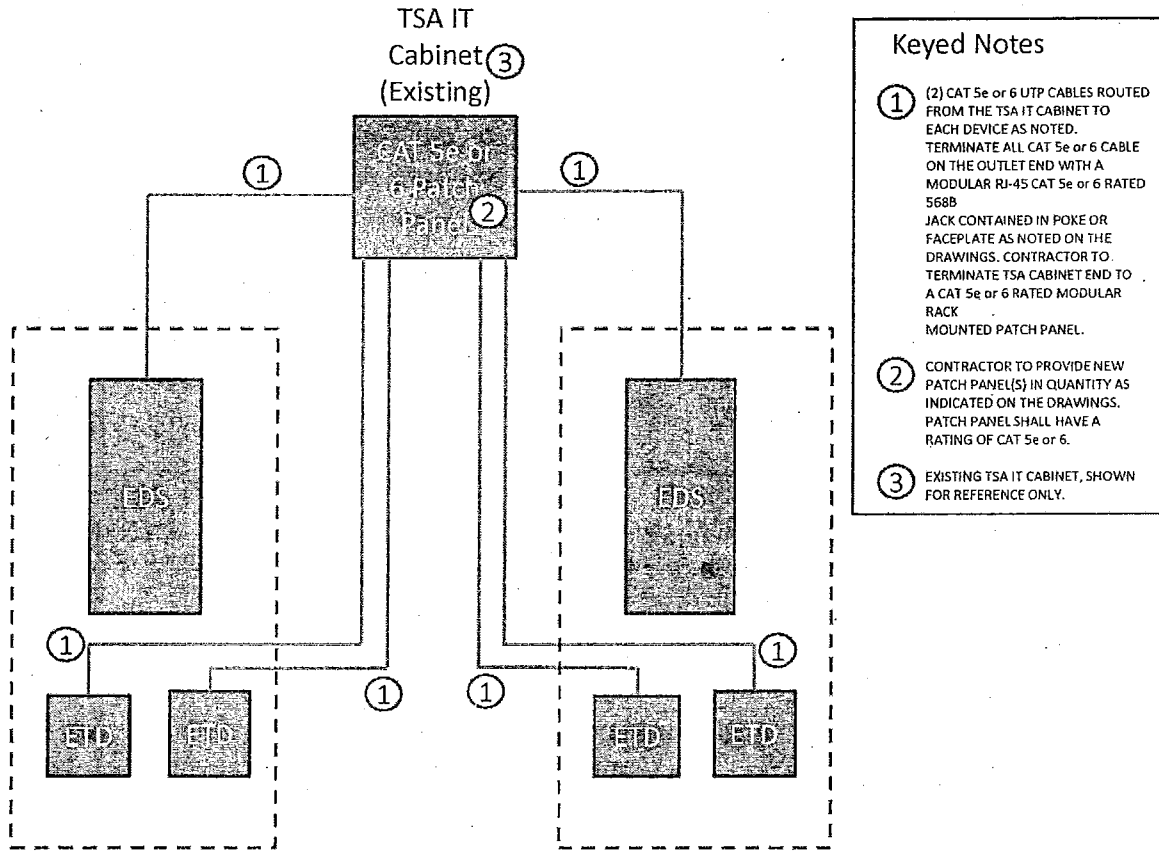 TSA IT
Cabinet ③
(Existing)
CAT 5e or
6 Patch
Panel ②
①
①
EDS
EDS
①
①
①
①
ETD
ETD
ETD
ETD
Keyed Notes
① (2) CAT 5e or 6 UTP CABLES ROUTED
FROM THE TSA IT CABINET TO
EACH DEVICE AS NOTED.
TERMINATE ALL CAT 5e or 6 CABLE
ON THE OUTLET END WITH A
MODULAR RJ-45 CAT 5e or 6 RATED
568B
JACK CONTAINED IN POKE OR
FACEPLATE AS NOTED ON THE
DRAWINGS. CONTRACTOR TO
TERMINATE TSA CABINET END TO
A CAT 5e or 6 RATED MODULAR
RACK
MOUNTED PATCH PANEL.
② CONTRACTOR TO PROVIDE NEW
PATCH PANEL(S) IN QUANTITY AS
INDICATED ON THE DRAWINGS.
PATCH PANEL SHALL HAVE A
RATING OF CAT 5e or 6.
③ EXISTING TSA IT CABINET, SHOWN
FOR REFERENCE ONLY.